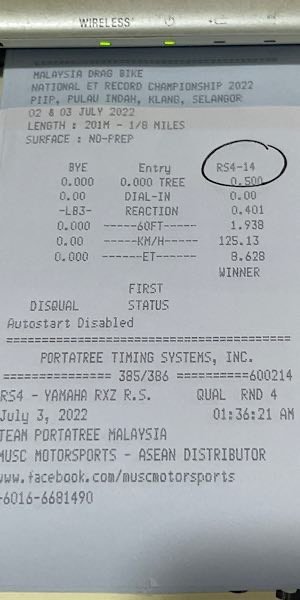 WIRELESS
MALAYSIA DRAG BIKE
NATIONAL ET RECORD CHAMPIONSHIP 2022
PIIP, PULAU INDAH, KLANG, SELANGOR
02 & 03 JULY 2022
LENGTH : 201M - 1/8 MILES
SURFACE : NO-PREP
BYE Entry RS4-14
0.000 0.000 TREE 0.500
0.00 DIAL-IN 0.00
-LB3- REACTION 0.401
0.000 ------60FT----- 1.938
0.00 -----KM/H----- 125.13
0.000 ------ET------ 8.628
WINNER
FIRST
DISQUAL STATUS
Autostart Disabled
========================================
PORTATREE TIMING SYSTEMS, INC.
=============== 385/386 ==========600214
RS4 - YAMAHA RXZ R.S. QUAL RND 4
July 3, 2022 01:36:21 AM
TEAM PORTATREE MALAYSIA
MUSC MOTORSPORTS - ASEAN DISTRIBUTOR
www.facebook.com/muscmotorsports
-6016-6681490